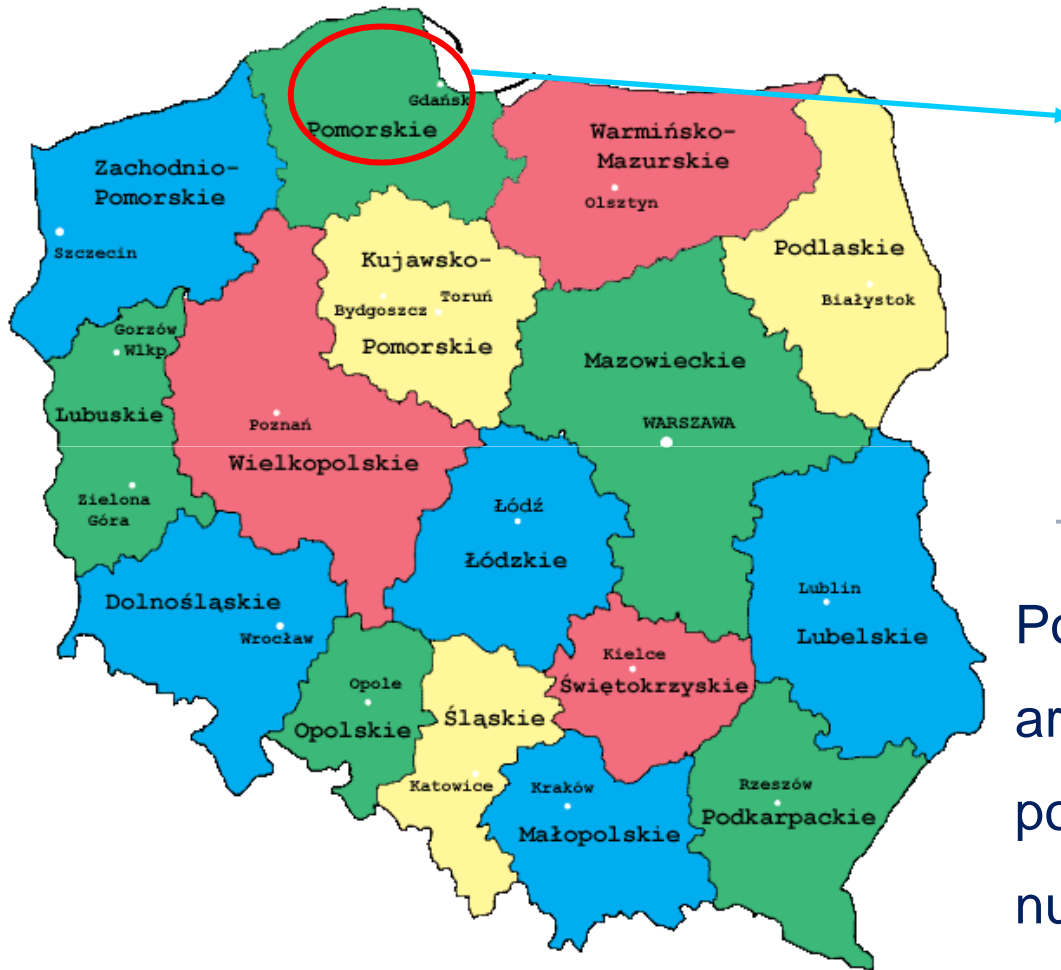 Gdańsk
Pomorskie
Warmińsko-
Mazurskie
Olsztyn
Zachodnio-
Pomorskie
Szczecin
Podlaskie
Białystok
Kujawsko-
Toruń
Bydgoszcz
Pomorskie
Gorzów
Wlkp
Lubuskie
Zielona
Góra
Poznań
Wielkopolskie
Mazowieckie
WARSZAWA
Łódź
Łódzkie
Dolnośląskie
Wrocław
Lublin
Lubelskie
Kielce
Świętokrzyskie
Opole
Opolskie
Śląskie
Katowice
Kraków
Małopolskie
Rzeszów
Podkarpackie